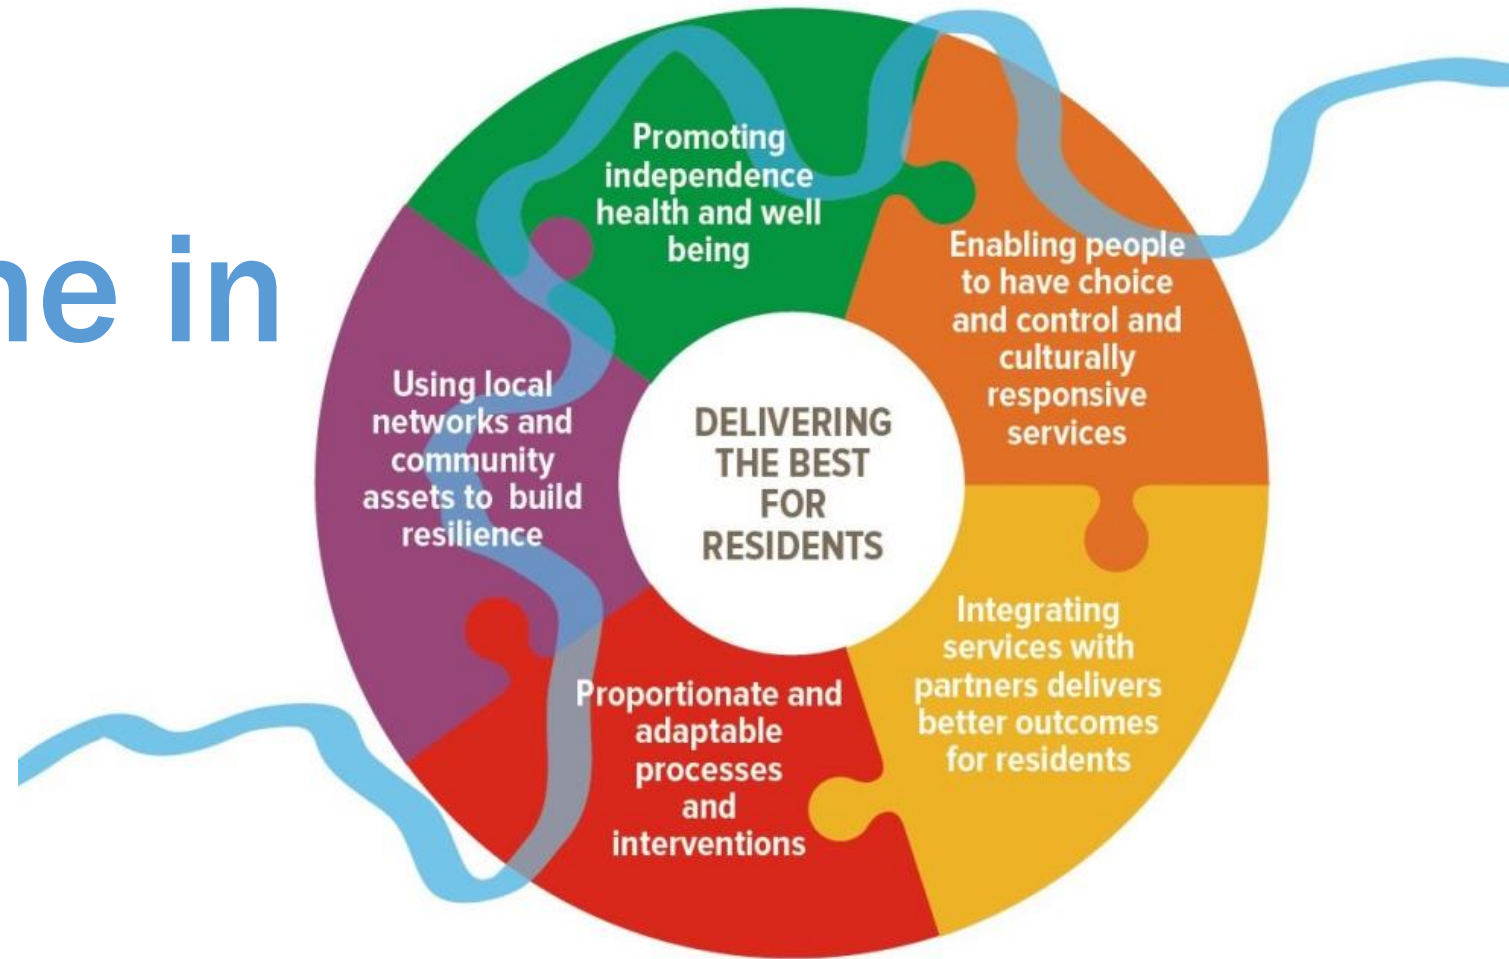 ne in
Promoting
independence
health and well
being
Enabling people
to have choice
and control and
culturally
responsive
services
Using local
networks and
community
assets to build
resilience
DELIVERING
THE BEST
FOR
RESIDENTS
Integrating
services with
partners delivers
better outcomes
for residents
Proportionate and
adaptable
processes
and
interventions